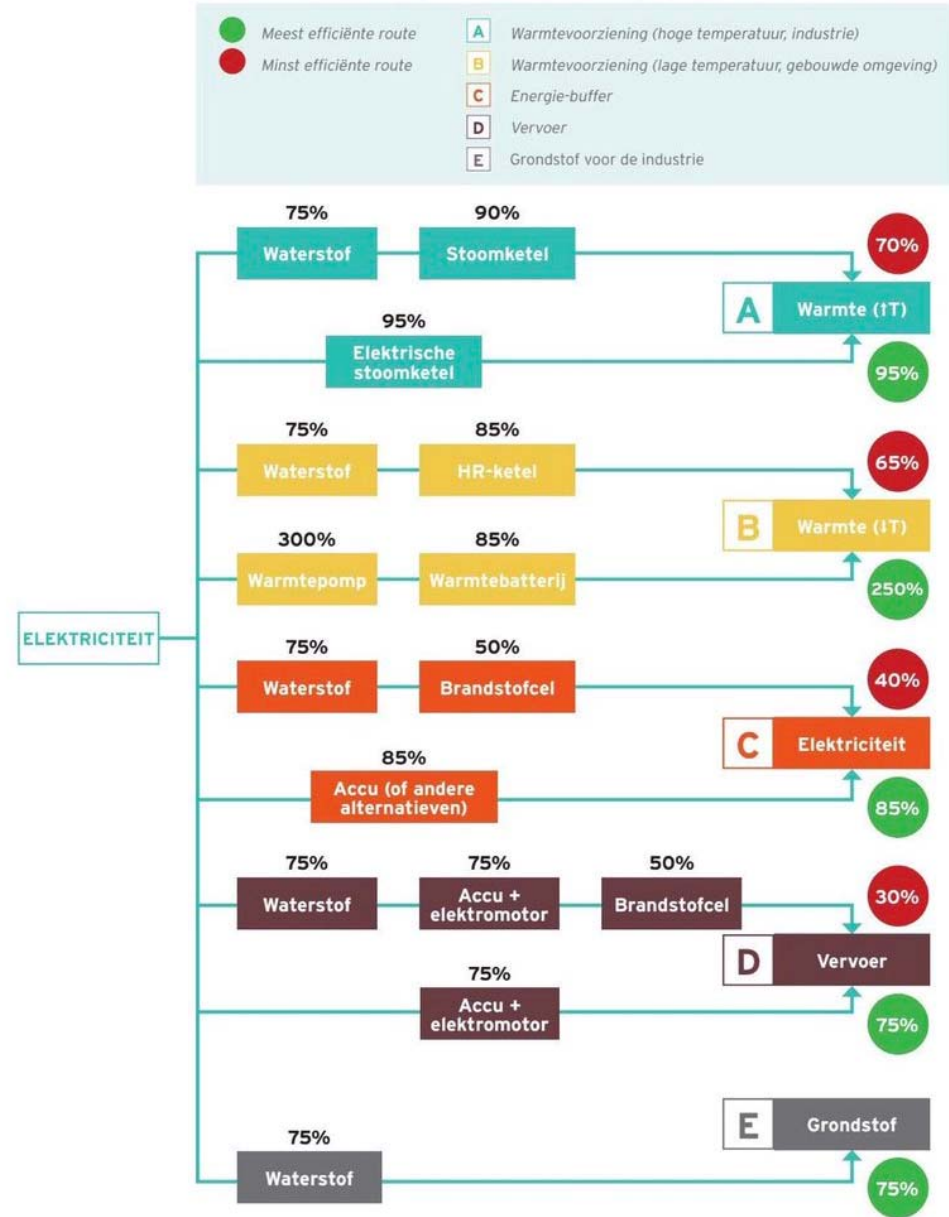 Meest efficiënte route
Minst efficiënte route
A Warmtevoorziening (hoge temperatuur, industrie)
B Warmtevoorziening (lage temperatuur, gebouwde omgeving)
C Energie-buffer
D Vervoer
E Grondstof voor de industrie
ELEKTRICITEIT
75% 90%
Waterstof Stoomketel
70%
A Warmte (↑T)
95%
Elektrische
stoomketel
95%
75% 85%
Waterstof HR-ketel
65%
B Warmte (↓T)
300% 85%
Warmtepomp Warmtebatterij
250%
75% 50%
Waterstof Brandstofcel
40%
C Elektriciteit
85%
Accu (of andere
alternatieven)
85%
75% 75% 50%
Waterstof Accu +
elektromotor Brandstofcel
30%
D Vervoer
75%
Accu +
elektromotor
75%
E Grondstof
75%
Waterstof
75%